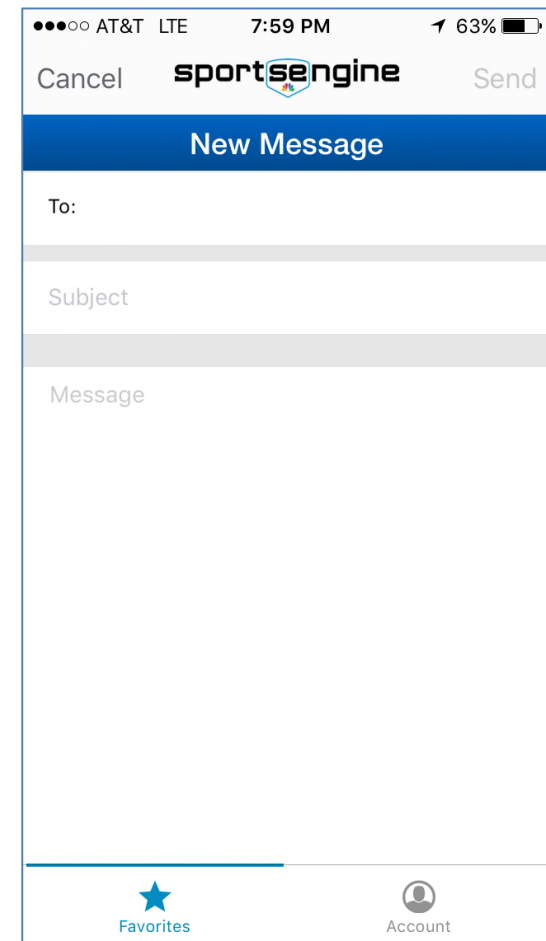 AT&T LTE 7:59 PM 63%
Cancel sportsengine Send
New Message
To:
Subject
Message
Favorites Account